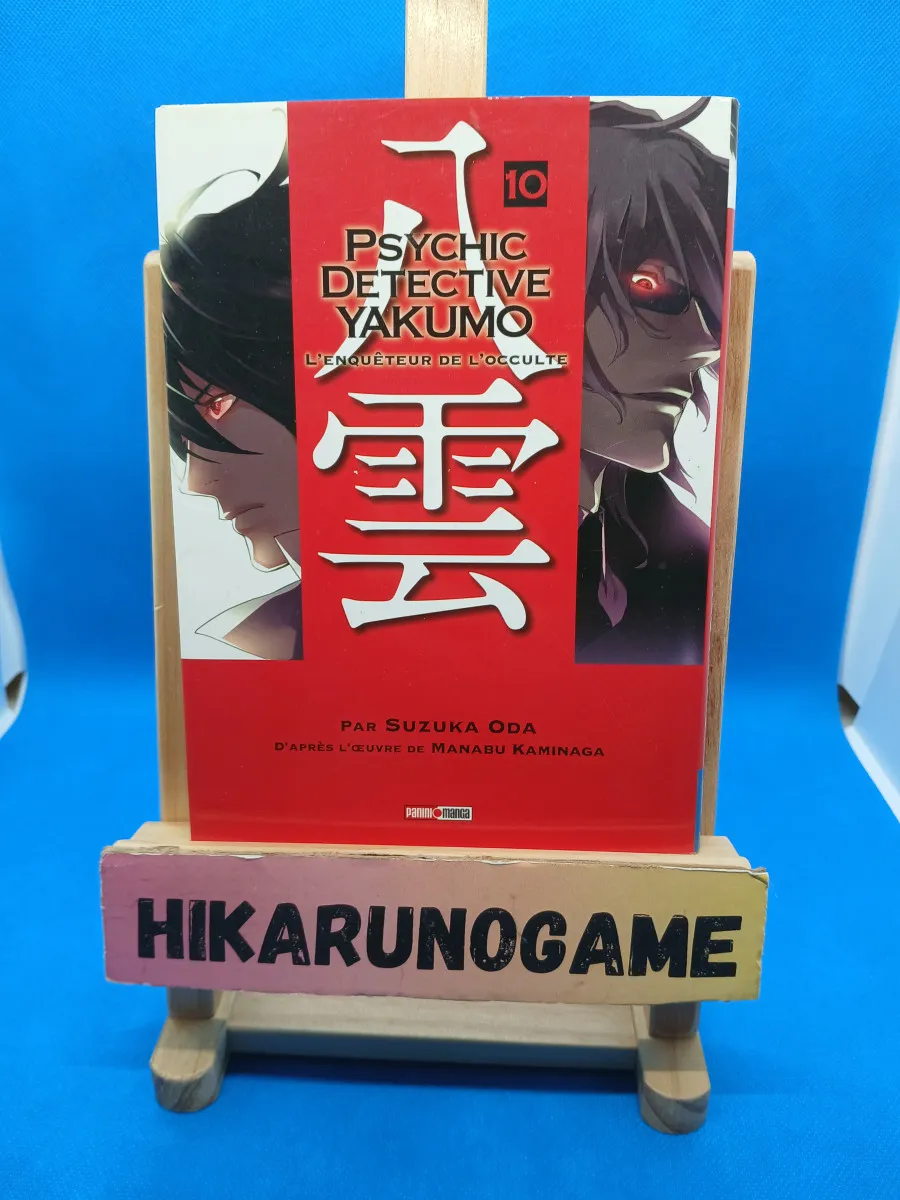 10
八雲
PSYCHIC
DETECTIVE
YAKUMO
L'ENQUÊTEUR DE L'OCCULTE
PAR SUZUKA ODA
D'APRÈS L'ŒUVRE DE MANABU KAMINAGA
PANINI MANGA
HIKARUNOGAME